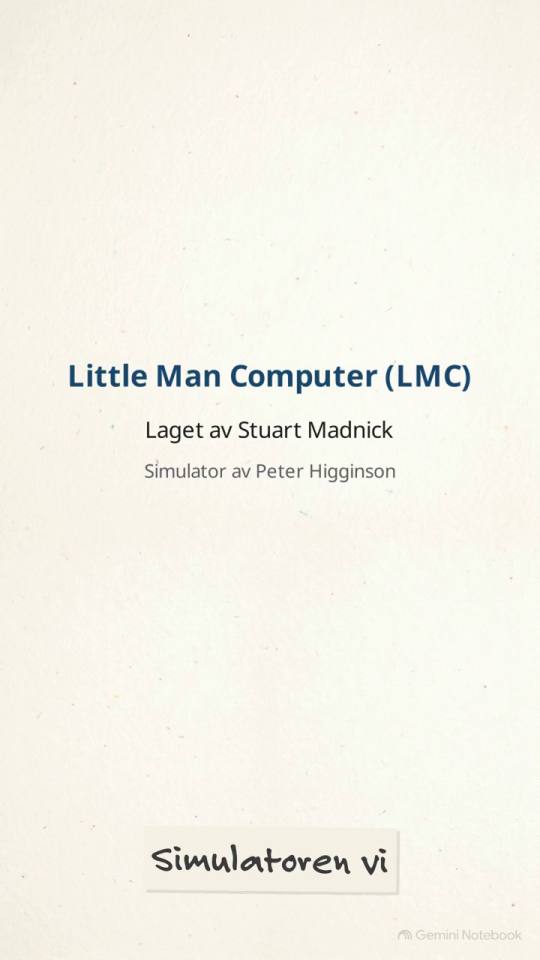 Little Man Computer (LMC)
Laget av Stuart Madnick
Simulator av Peter Higginson
Simulatoren vi
Gemini Notebook